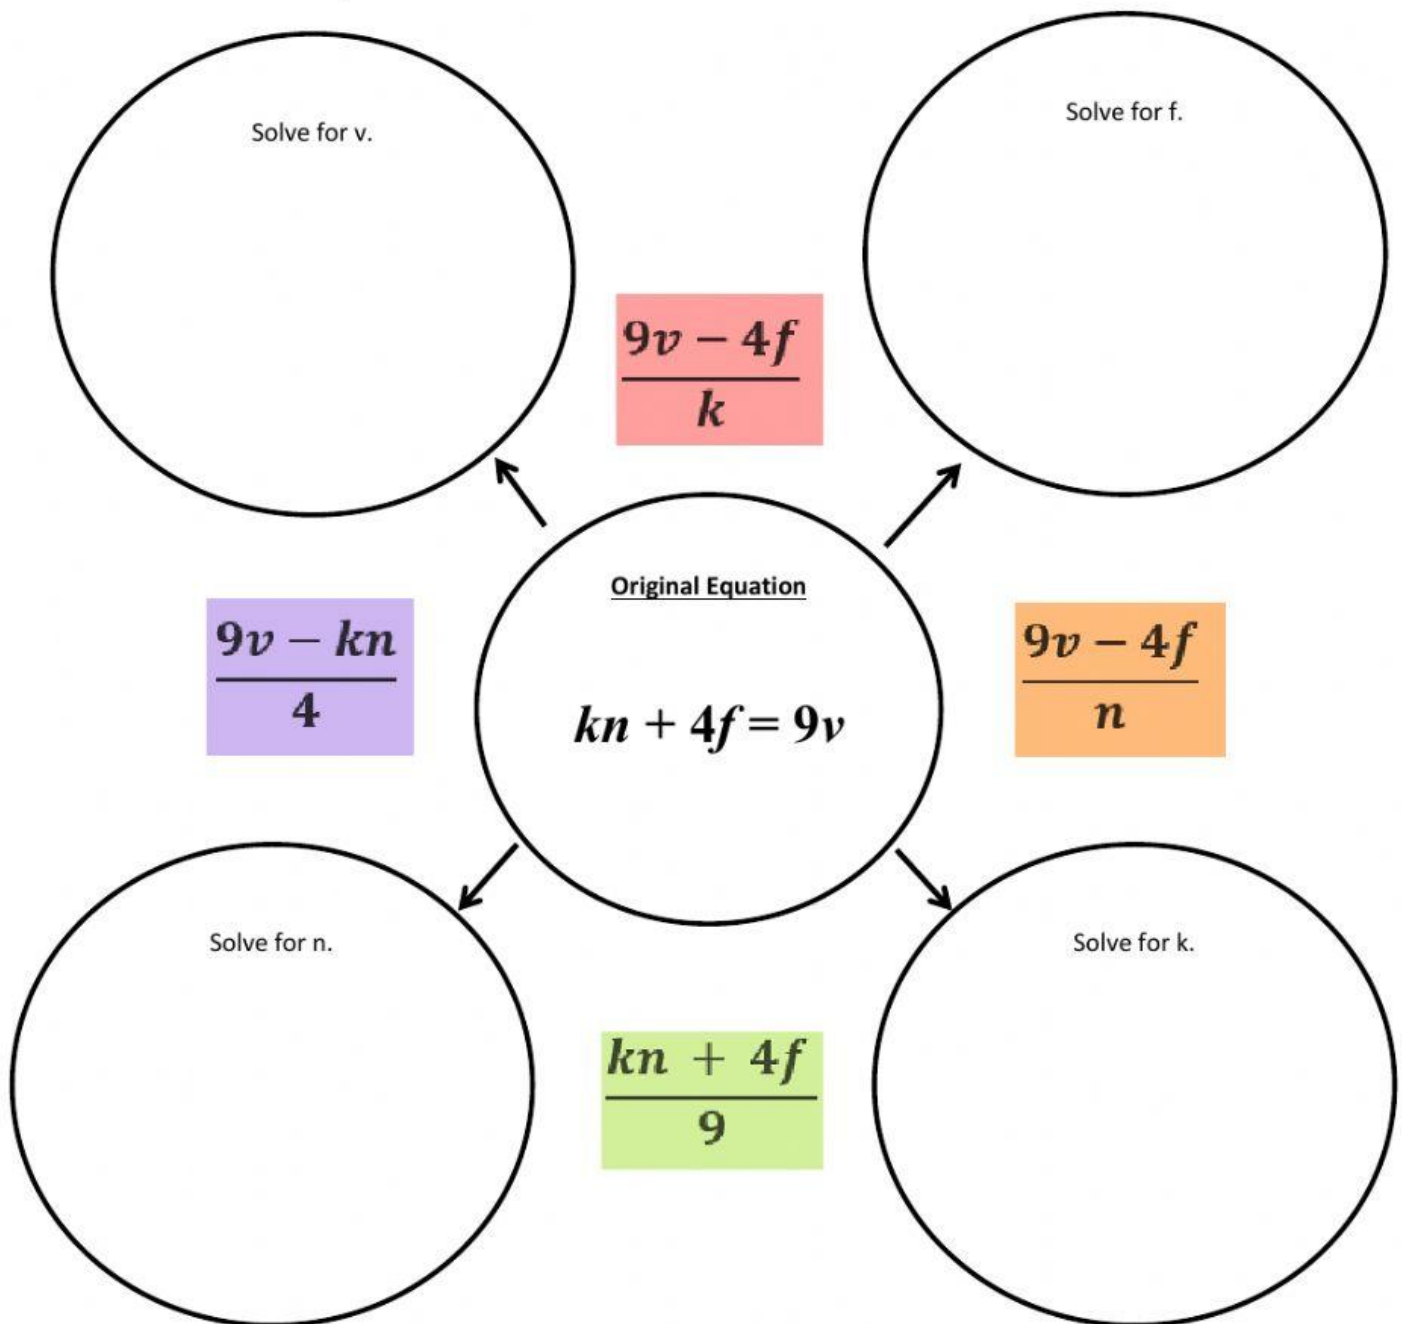 Solve for v.
Solve for f.
9v − 4f
k
Original Equation
9v − kn
4
kn + 4f = 9v
9v − 4f
n
Solve for n.
Solve for k.
kn + 4f
9